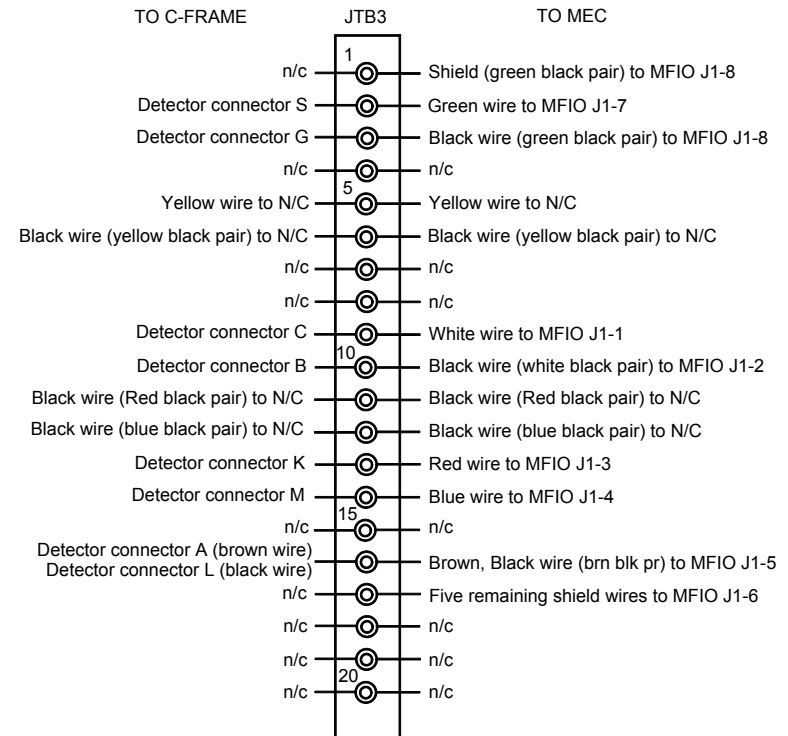 TO C-FRAME JTB3 TO MEC
n/c 1 Shield (green black pair) to MFIO J1-8
Detector connector S Green wire to MFIO J1-7
Detector connector G Black wire (green black pair) to MFIO J1-8
n/c n/c
Yellow wire to N/C 5 Yellow wire to N/C
Black wire (yellow black pair) to N/C Black wire (yellow black pair) to N/C
n/c n/c
n/c n/c
Detector connector C White wire to MFIO J1-1
Detector connector B 10 Black wire (white black pair) to MFIO J1-2
Black wire (Red black pair) to N/C Black wire (Red black pair) to N/C
Black wire (blue black pair) to N/C Black wire (blue black pair) to N/C
Detector connector K Red wire to MFIO J1-3
Detector connector M Blue wire to MFIO J1-4
n/c 15 n/c
Detector connector A (brown wire)
Detector connector L (black wire) Brown, Black wire (brn blk pr) to MFIO J1-5
n/c Five remaining shield wires to MFIO J1-6
n/c n/c
n/c n/c
n/c 20 n/c